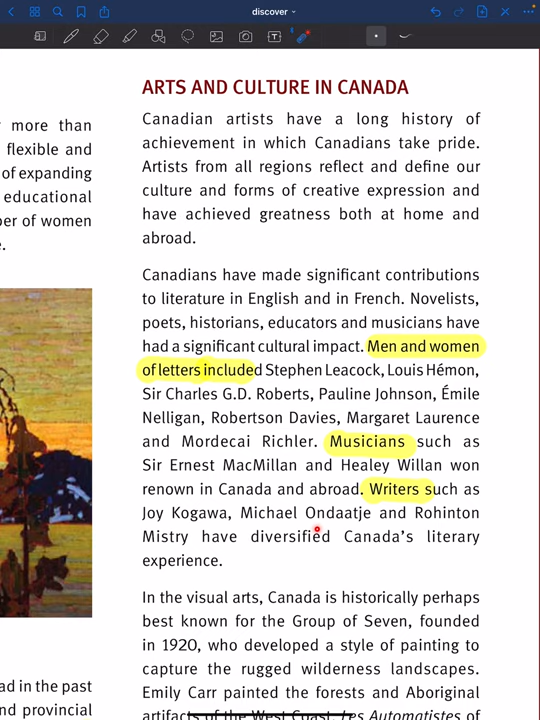 discover
ARTS AND CULTURE IN CANADA
Canadian artists have a long history of
achievement in which Canadians take pride.
Artists from all regions reflect and define our
culture and forms of creative expression and
have achieved greatness both at home and
abroad.
Canadians have made significant contributions
to literature in English and in French. Novelists,
poets, historians, educators and musicians have
had a significant cultural impact. Men and women
of letters included Stephen Leacock, Louis Hémon,
Sir Charles G.D. Roberts, Pauline Johnson, Émile
Nelligan, Robertson Davies, Margaret Laurence
and Mordecai Richler. Musicians such as
Sir Ernest MacMillan and Healey Willan won
renown in Canada and abroad. Writers such as
Joy Kogawa, Michael Ondaatje and Rohinton
Mistry have diversified Canada's literary
experience.
In the visual arts, Canada is historically perhaps
best known for the Group of Seven, founded
in 1920, who developed a style of painting to
capture the rugged wilderness landscapes.
Emily Carr painted the forests and Aboriginal
artifacts of the West Coast. Les Automatistes of
more than
flexible and
of expanding
educational
of women
ad in the past
provincial